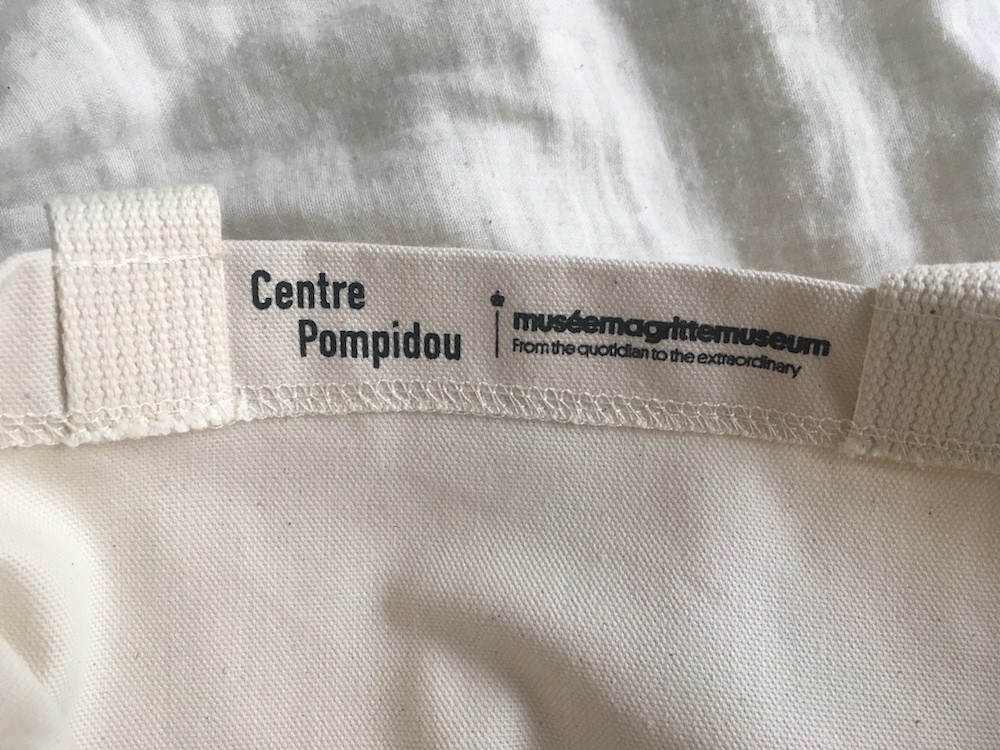 Centre
Pompidou
muséemagrittemuseum
From the quotidian to the extraordinary